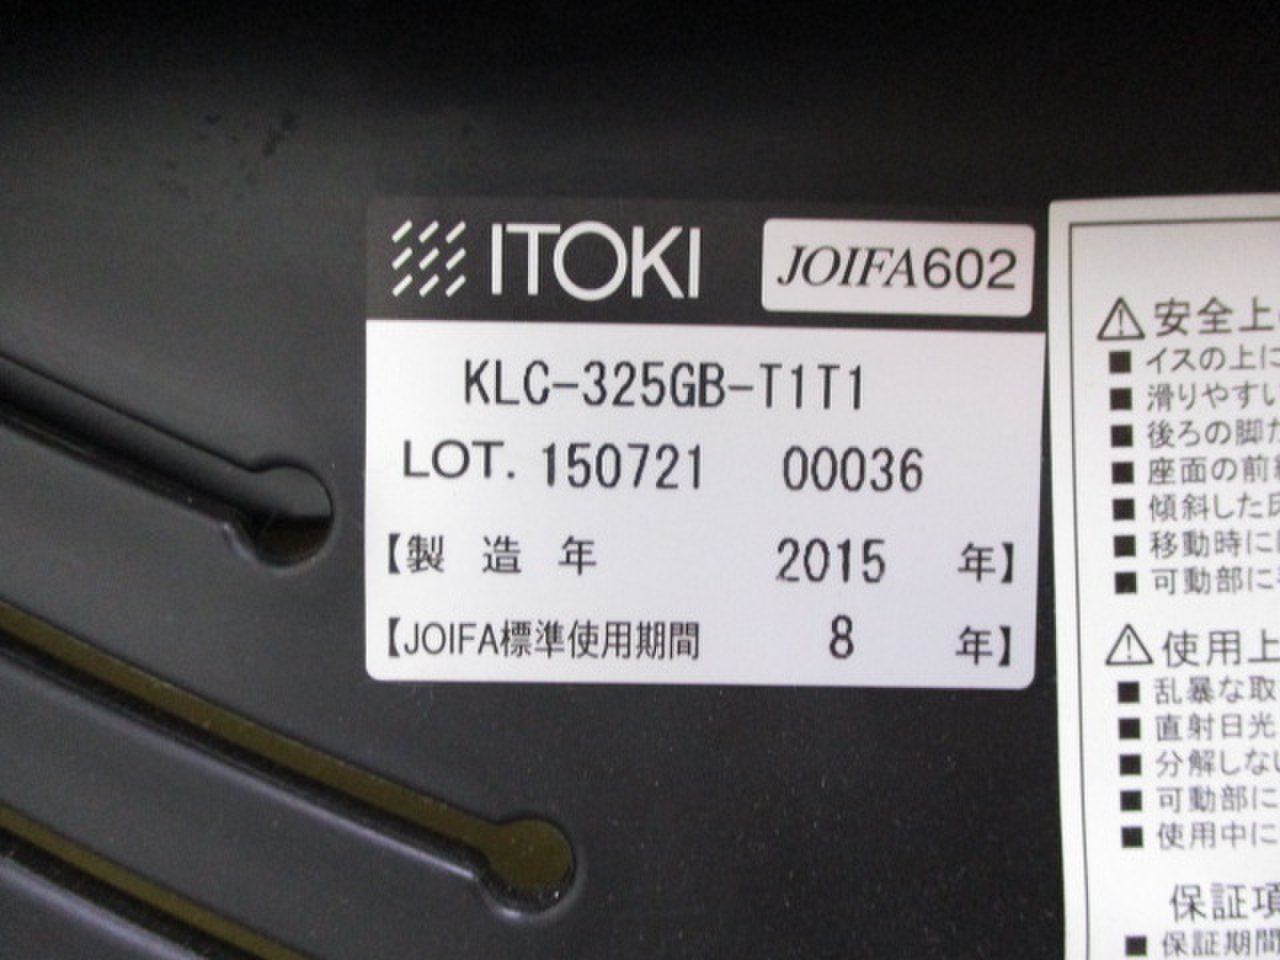 ITOKI JOIFA602
KLC-325GB-T1T1
LOT. 150721 00036
【製 造 年 2015 年】
【JOIFA標準使用期間 8 年】
⚠安全上
■イスの上に
■滑りやすい
■後ろの脚だ
■座面の前
■傾斜した床
■移動時に
■可動部に
⚠使用上
■乱暴な取
■直射日光
■分解しない
■可動部に
■使用中に
保証項
■保証期間